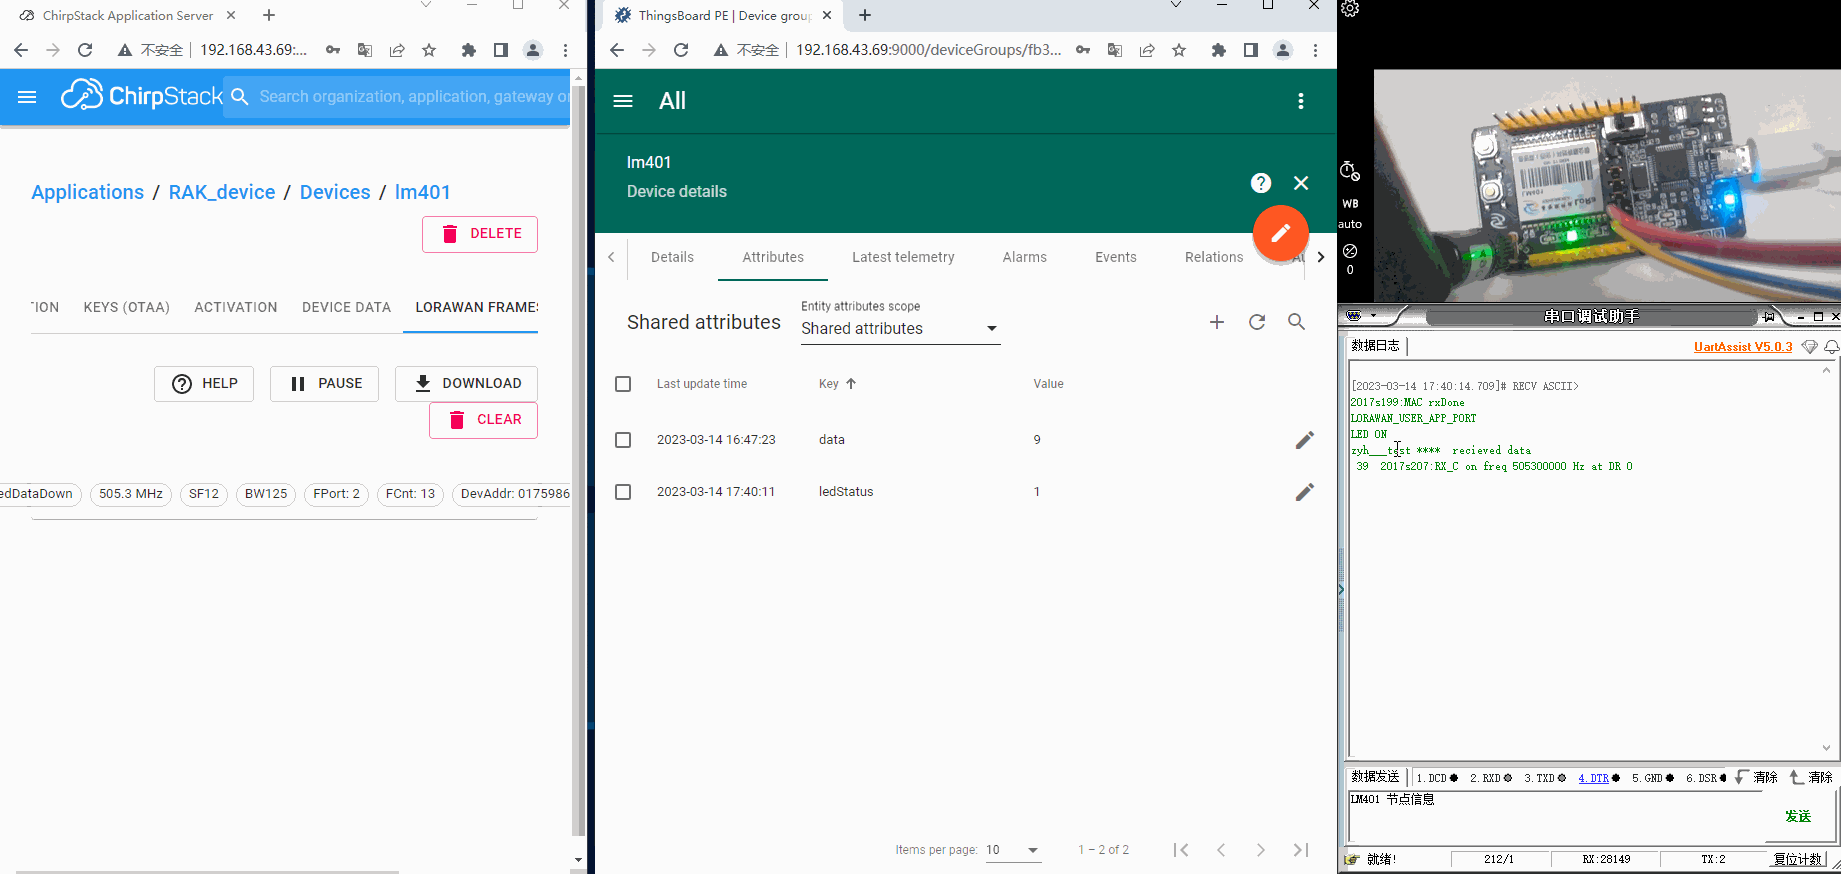 ChirpStack Application Server
不安全
192.168.43.69:...
ChirpStack
Search organization, application, gateway or
Applications / RAK_device / Devices / lm401
DELETE
KEYS (OTAA)
ACTIVATION
DEVICE DATA
LORAWAN FRAMES
HELP
PAUSE
DOWNLOAD
CLEAR
edDataDown
505.3 MHz
SF12
BW125
FPort: 2
FCnt: 13
DevAddr: 0175986
ThingsBoard PE | Device grou
不安全
192.168.43.69:9000/deviceGroups/fb3...
All
lm401
Device details
Details
Attributes
Latest telemetry
Alarms
Events
Relations
Shared attributes
Entity attributes scope
Shared attributes
Last update time
Key
Value
2023-03-14 16:47:23
data
9
2023-03-14 17:40:11
ledStatus
1
Items per page: 10
1 – 2 of 2
WB
auto
0
串口调试助手
数据日志
UartAssist V5.0.3
[2023-03-14 17:40:14.709]# RECV ASCII>
2017s199:MAC rxDone
LORAWAN_USER_APP_PORT
LED ON
zyh___test **** recieved data
39 2017s207:RX_C on freq 505300000 Hz at DR 0
数据发送
1.DCD
2.RXD
3.TXD
4.DTR
5.GND
6.DSR
清除
清除
LM401 节点信息
发送
就绪!
212/1
RX:28149
TX:2
复位计数